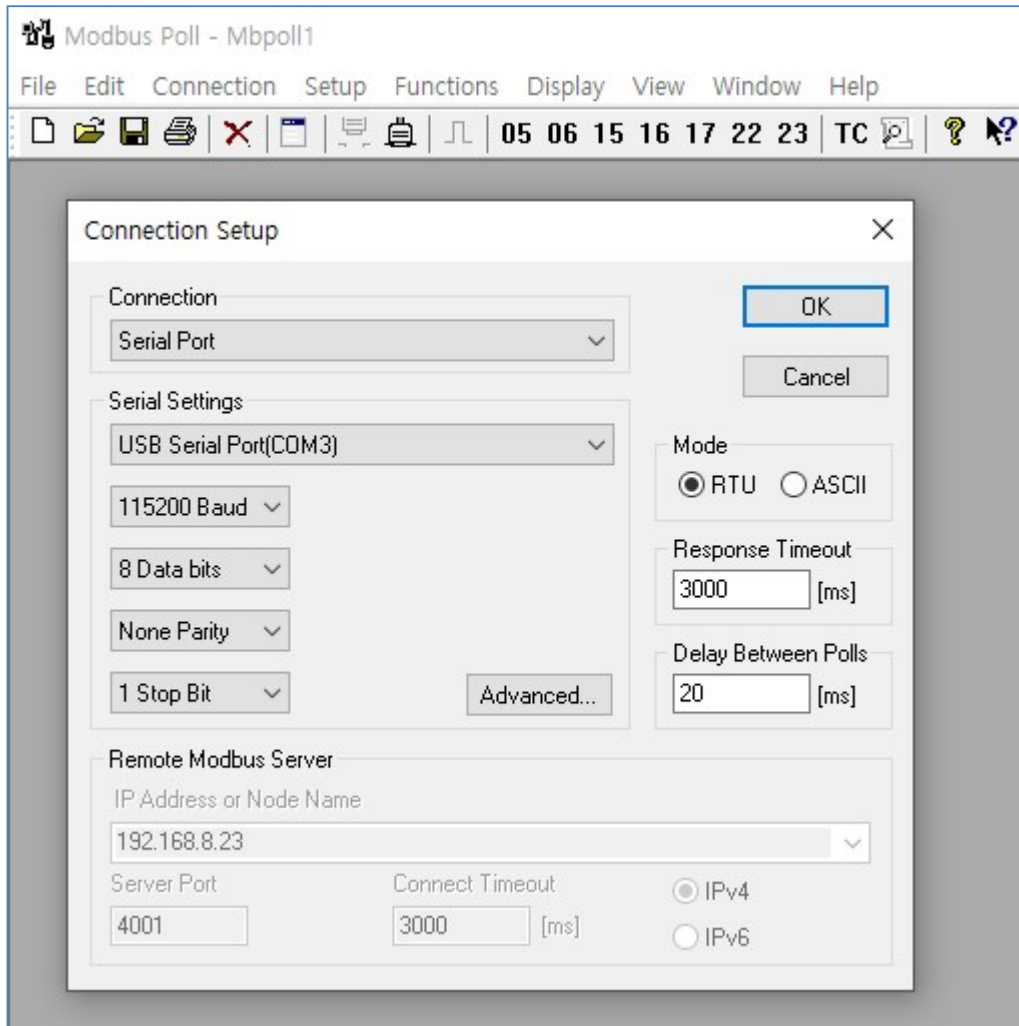 Modbus Poll - Mbpoll1
File Edit Connection Setup Functions Display View Window Help
05 06 15 16 17 22 23 TC
Connection Setup
Connection
Serial Port
OK
Cancel
Serial Settings
USB Serial Port(COM3)
Mode
RTU ASCII
115200 Baud
8 Data bits
Response Timeout
3000 [ms]
None Parity
Delay Between Polls
1 Stop Bit
Advanced...
20 [ms]
Remote Modbus Server
IP Address or Node Name
192.168.8.23
Server Port
Connect Timeout
IPv4
4001
3000 [ms]
IPv6